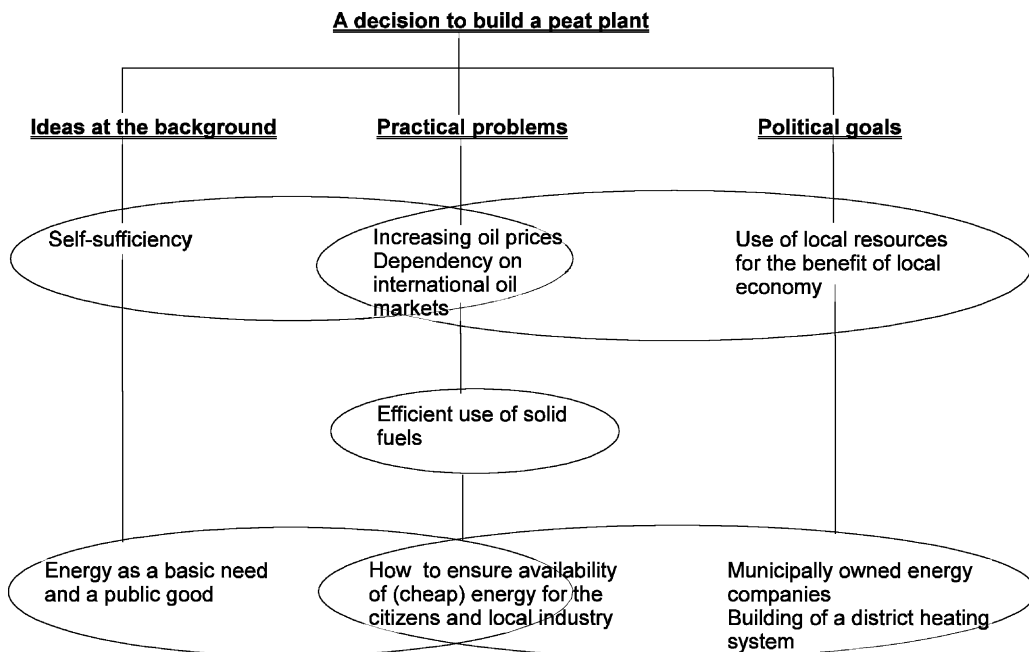 A decision to build a peat plant
Ideas at the background
Practical problems
Political goals
Self-sufficiency
Increasing oil prices
Dependency on
international oil
markets
Use of local resources
for the benefit of local
economy
Efficient use of solid
fuels
Energy as a basic need
and a public good
How to ensure availability
of (cheap) energy for the
citizens and local industry
Municipally owned energy
companies
Building of a district heating
system